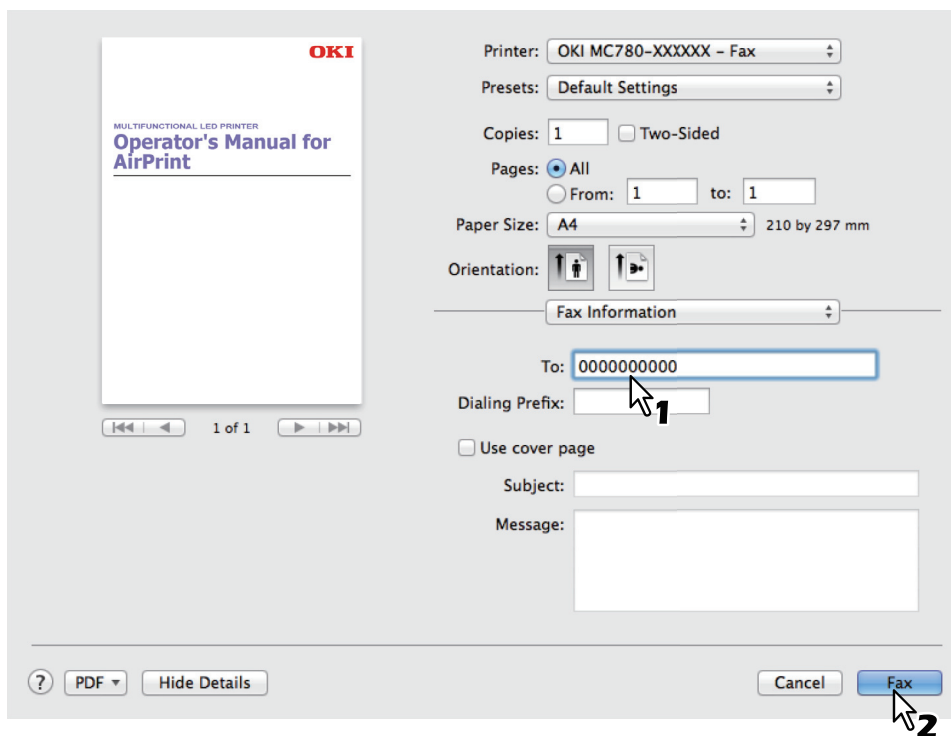 OKI
MULTIFUNCTIONAL LED PRINTER
Operator's Manual for
AirPrint
1 of 1
Printer: OKI MC780-XXXXXX – Fax
Presets: Default Settings
Copies: 1 Two-Sided
Pages: All
From: 1 to: 1
Paper Size: A4 210 by 297 mm
Orientation:
Fax Information
To: 0000000000
1
Dialing Prefix:
Use cover page
Subject:
Message:
? PDF Hide Details Cancel Fax
2